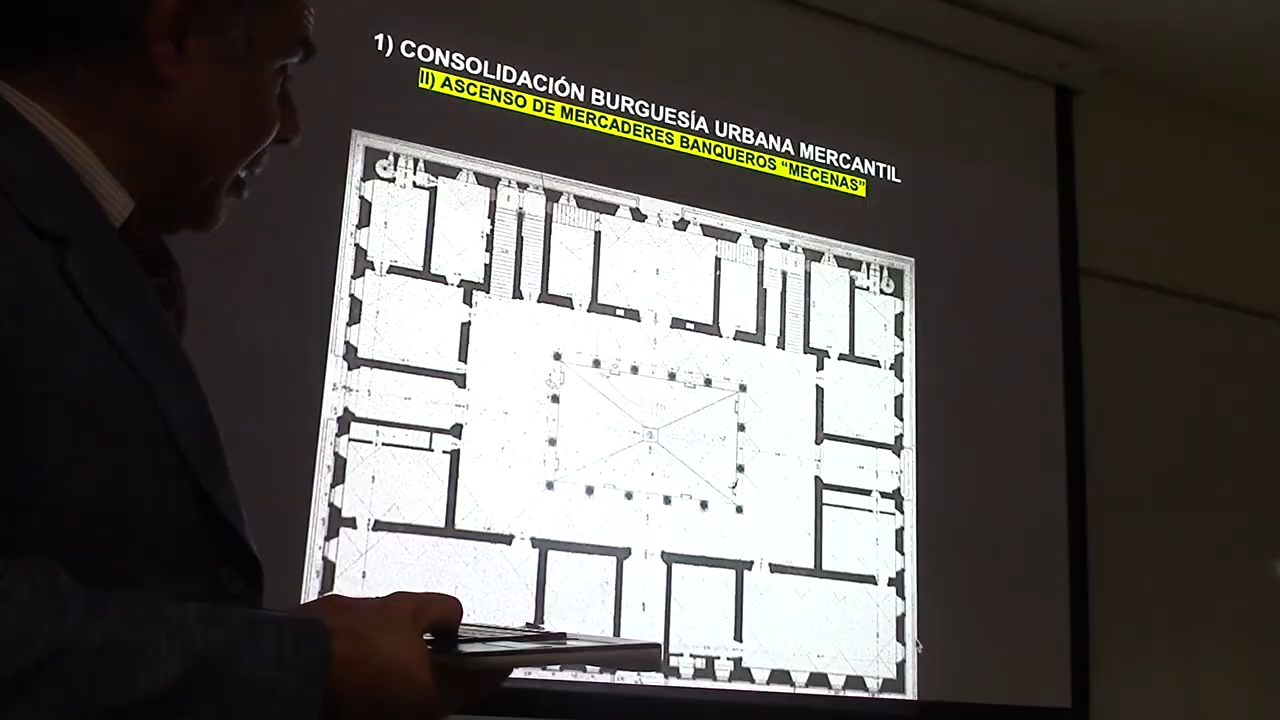 1) CONSOLIDACIÓN BURGUESÍA URBANA MERCANTIL
II) ASCENSO DE MERCADERES BANQUEROS “MECENAS”